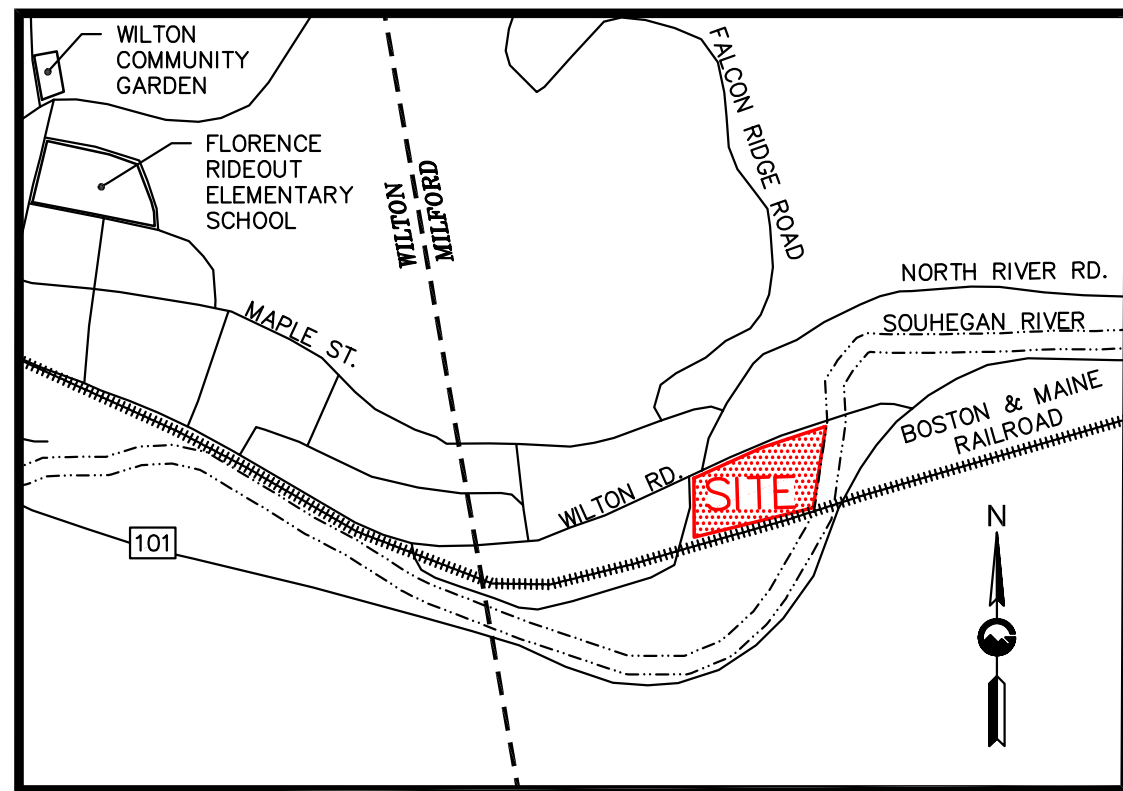 WILTON
COMMUNITY
GARDEN
FLORENCE
RIDEOUT
ELEMENTARY
SCHOOL
WILTON
MILFORD
FALCON RIDGE ROAD
NORTH RIVER RD.
SOUHEGAN RIVER
MAPLE ST.
BOSTON & MAINE
RAILROAD
WILTON RD.
SITE
101
N